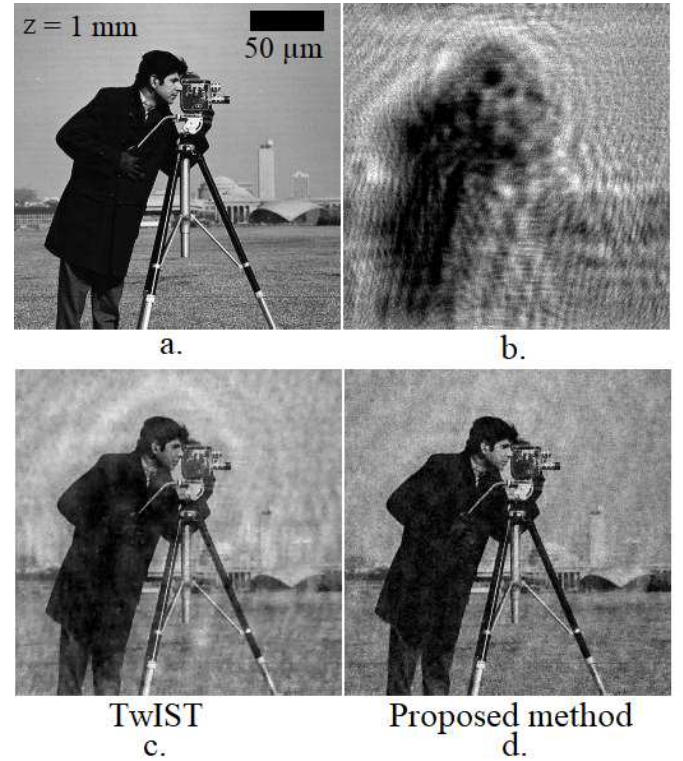 z = 1 mm
50 µm
a.
b.
TwIST
Proposed method
c.
d.